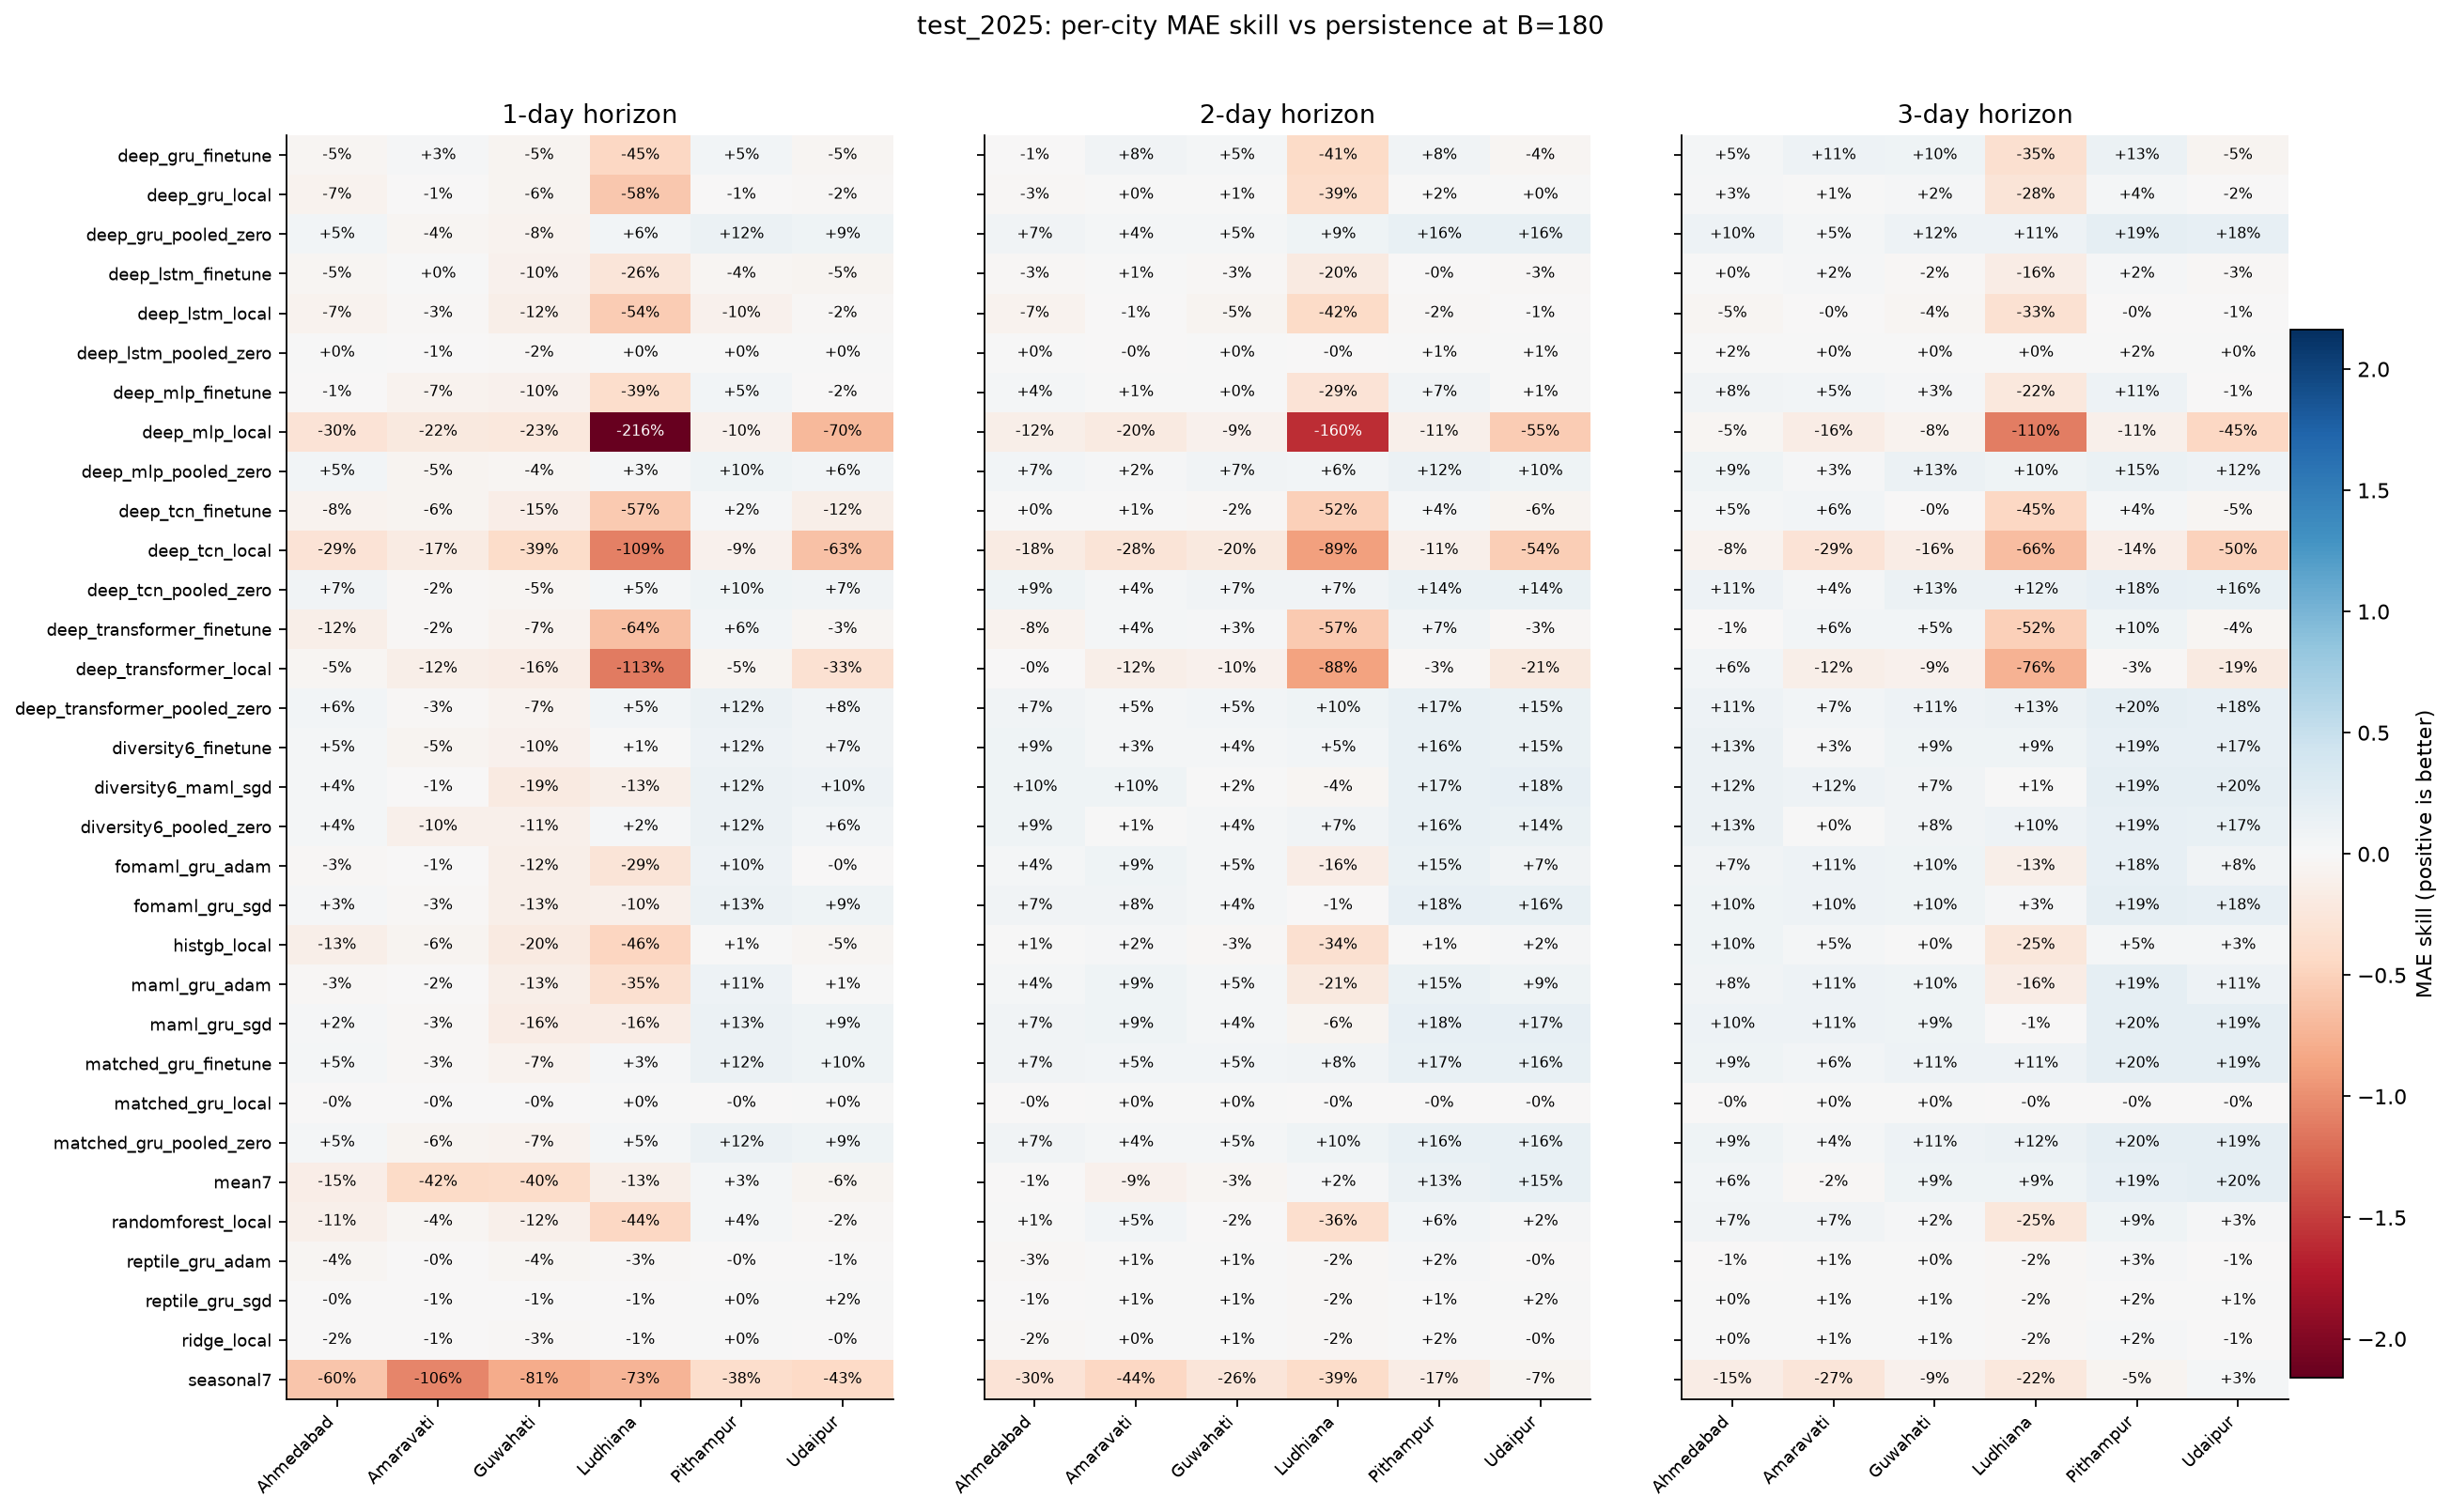 test_2025: per-city MAE skill vs persistence at B=180
1-day horizon 2-day horizon 3-day horizon
deep_gru_finetune -5% +3% -5% -45% +5% -5% -1% +8% +5% -41% +8% -4% +5% +11% +10% -35% +13% -5%
deep_gru_local -7% -1% -6% -58% -1% -2% -3% +0% +1% -39% +2% +0% +3% +1% +2% -28% +4% -2%
deep_gru_pooled_zero +5% -4% -8% +6% +12% +9% +7% +4% +5% +9% +16% +16% +10% +5% +12% +11% +19% +18%
deep_lstm_finetune -5% +0% -10% -26% -4% -5% -3% +1% -3% -20% -0% -3% +0% +2% -2% -16% +2% -3%
deep_lstm_local -7% -3% -12% -54% -10% -2% -7% -1% -5% -42% -2% -1% -5% -0% -4% -33% -0% -1%
deep_lstm_pooled_zero +0% -1% -2% +0% +0% +0% +0% -0% +0% -0% +1% +1% +2% +0% +0% +0% +2% +0%
deep_mlp_finetune -1% -7% -10% -39% +5% -2% +4% +1% +0% -29% +7% +1% +8% +5% +3% -22% +11% -1%
deep_mlp_local -30% -22% -23% -216% -10% -70% -12% -20% -9% -160% -11% -55% -5% -16% -8% -110% -11% -45%
deep_mlp_pooled_zero +5% -5% -4% +3% +10% +6% +7% +2% +7% +6% +12% +10% +9% +3% +13% +10% +15% +12%
deep_tcn_finetune -8% -6% -15% -57% +2% -12% +0% +1% -2% -52% +4% -6% +5% +6% -0% -45% +4% -5%
deep_tcn_local -29% -17% -39% -109% -9% -63% -18% -28% -20% -89% -11% -54% -8% -29% -16% -66% -14% -50%
deep_tcn_pooled_zero +7% -2% -5% +5% +10% +7% +9% +4% +7% +7% +14% +14% +11% +4% +13% +12% +18% +16%
deep_transformer_finetune -12% -2% -7% -64% +6% -3% -8% +4% +3% -57% +7% -3% -1% +6% +5% -52% +10% -4%
deep_transformer_local -5% -12% -16% -113% -5% -33% -0% -12% -10% -88% -3% -21% +6% -12% -9% -76% -3% -19%
deep_transformer_pooled_zero +6% -3% -7% +5% +12% +8% +7% +5% +5% +10% +17% +15% +11% +7% +11% +13% +20% +18%
diversity6_finetune +5% -5% -10% +1% +12% +7% +9% +3% +4% +5% +16% +15% +13% +3% +9% +9% +19% +17%
diversity6_maml_sgd +4% -1% -19% -13% +12% +10% +10% +10% +2% -4% +17% +18% +12% +12% +7% +1% +19% +20%
diversity6_pooled_zero +4% -10% -11% +2% +12% +6% +9% +1% +4% +7% +16% +14% +13% +0% +8% +10% +19% +17%
fomaml_gru_adam -3% -1% -12% -29% +10% -0% +4% +9% +5% -16% +15% +7% +7% +11% +10% -13% +18% +8%
fomaml_gru_sgd +3% -3% -13% -10% +13% +9% +7% +8% +4% -1% +18% +16% +10% +10% +10% +3% +19% +18%
histgb_local -13% -6% -20% -46% +1% -5% +1% +2% -3% -34% +1% +2% +10% +5% +0% -25% +5% +3%
maml_gru_adam -3% -2% -13% -35% +11% +1% +4% +9% +5% -21% +15% +9% +8% +11% +10% -16% +19% +11%
maml_gru_sgd +2% -3% -16% -16% +13% +9% +7% +9% +4% -6% +18% +17% +10% +11% +9% -1% +20% +19%
matched_gru_finetune +5% -3% -7% +3% +12% +10% +7% +5% +5% +8% +17% +16% +9% +6% +11% +11% +20% +19%
matched_gru_local -0% -0% -0% +0% -0% +0% -0% +0% +0% -0% -0% -0% -0% +0% +0% -0% -0% -0%
matched_gru_pooled_zero +5% -6% -7% +5% +12% +9% +7% +4% +5% +10% +16% +16% +9% +4% +11% +12% +20% +19%
mean7 -15% -42% -40% -13% +3% -6% -1% -9% -3% +2% +13% +15% +6% -2% +9% +9% +19% +20%
randomforest_local -11% -4% -12% -44% +4% -2% +1% +5% -2% -36% +6% +2% +7% +7% +2% -25% +9% +3%
reptile_gru_adam -4% -0% -4% -3% -0% -1% -3% +1% +1% -2% +2% -0% -1% +1% +0% -2% +3% -1%
reptile_gru_sgd -0% -1% -1% -1% +0% +2% -1% +1% +1% -2% +1% +2% +0% +1% +1% -2% +2% +1%
ridge_local -2% -1% -3% -1% +0% -0% -2% +0% +1% -2% +2% -0% +0% +1% +1% -2% +2% -1%
seasonal7 -60% -106% -81% -73% -38% -43% -30% -44% -26% -39% -17% -7% -15% -27% -9% -22% -5% +3%
Ahmedabad Amaravati Guwahati Ludhiana Pithampur Udaipur Ahmedabad Amaravati Guwahati Ludhiana Pithampur Udaipur Ahmedabad Amaravati Guwahati Ludhiana Pithampur Udaipur
2.0
1.5
1.0
0.5
0.0
−0.5
−1.0
−1.5
−2.0
MAE skill (positive is better)